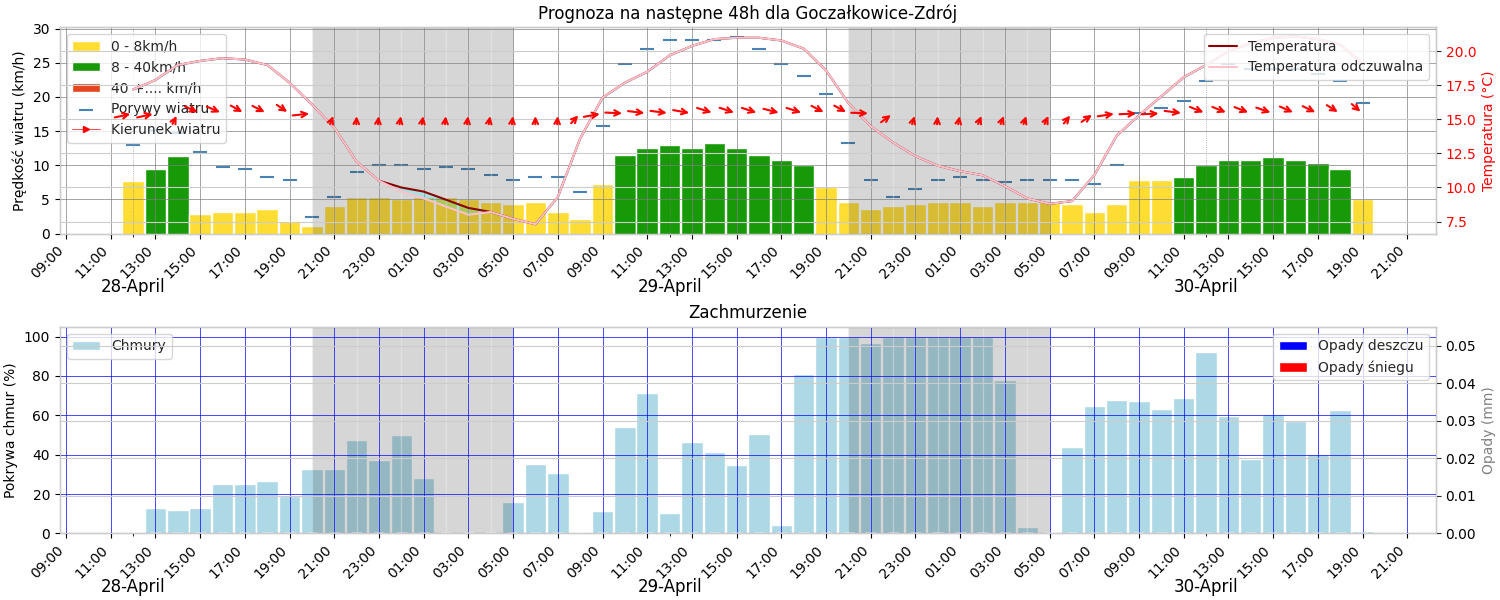 Prognoza na następne 48h dla Goczałkowice-Zdrój
Prędkość wiatru (km/h)
30
25
20
15
10
5
0
0 - 8km/h
8 - 40km/h
40 +.... km/h
Porywy wiatru
Kierunek wiatru
Temperatura
Temperatura odczuwalna
20.0
17.5
15.0
12.5
10.0
7.5
Temperatura (°C)
09:00 11:00 13:00 15:00 17:00 19:00 21:00 23:00 01:00 03:00 05:00 07:00 09:00 11:00 13:00 15:00 17:00 19:00 21:00 23:00 01:00 03:00 05:00 07:00 09:00 11:00 13:00 15:00 17:00 19:00 21:00
28-April 29-April 30-April
Zachmurzenie
Pokrywa chmur (%)
100
80
60
40
20
0
Chmury
Opady deszczu
Opady śniegu
0.05
0.04
0.03
0.02
0.01
0.00
Opady (mm)
09:00 11:00 13:00 15:00 17:00 19:00 21:00 23:00 01:00 03:00 05:00 07:00 09:00 11:00 13:00 15:00 17:00 19:00 21:00 23:00 01:00 03:00 05:00 07:00 09:00 11:00 13:00 15:00 17:00 19:00 21:00
28-April 29-April 30-April